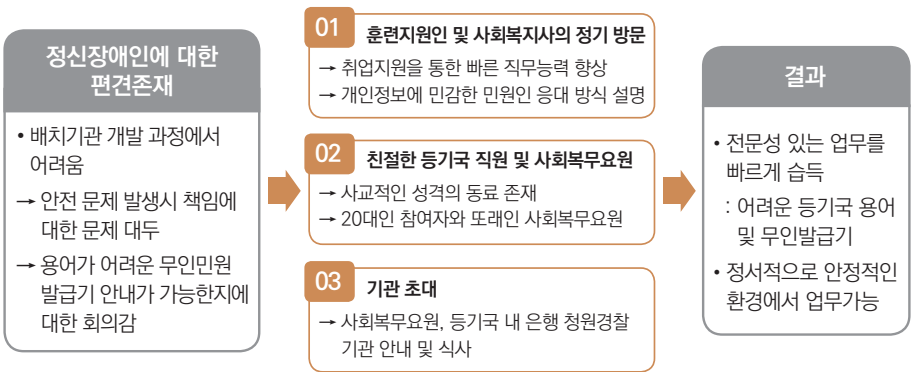 정신장애인에 대한
편견존재
• 배치기관 개발 과정에서
어려움
→ 안전 문제 발생시 책임에
대한 문제 대두
→ 용어가 어려운 무인민원
발급기 안내가 가능한지에
대한 회의감
01 훈련지원인 및 사회복지사의 정기 방문
→ 취업지원을 통한 빠른 직무능력 향상
→ 개인정보에 민감한 민원인 응대 방식 설명
02 친절한 등기국 직원 및 사회복무요원
→ 사교적인 성격의 동료 존재
→ 20대인 참여자와 또래인 사회복무요원
03 기관 초대
→ 사회복무요원, 등기국 내 은행 청원경찰
기관 안내 및 식사
결과
• 전문성 있는 업무를
빠르게 습득
: 어려운 등기국 용어
및 무인발급기
• 정서적으로 안정적인
환경에서 업무가능